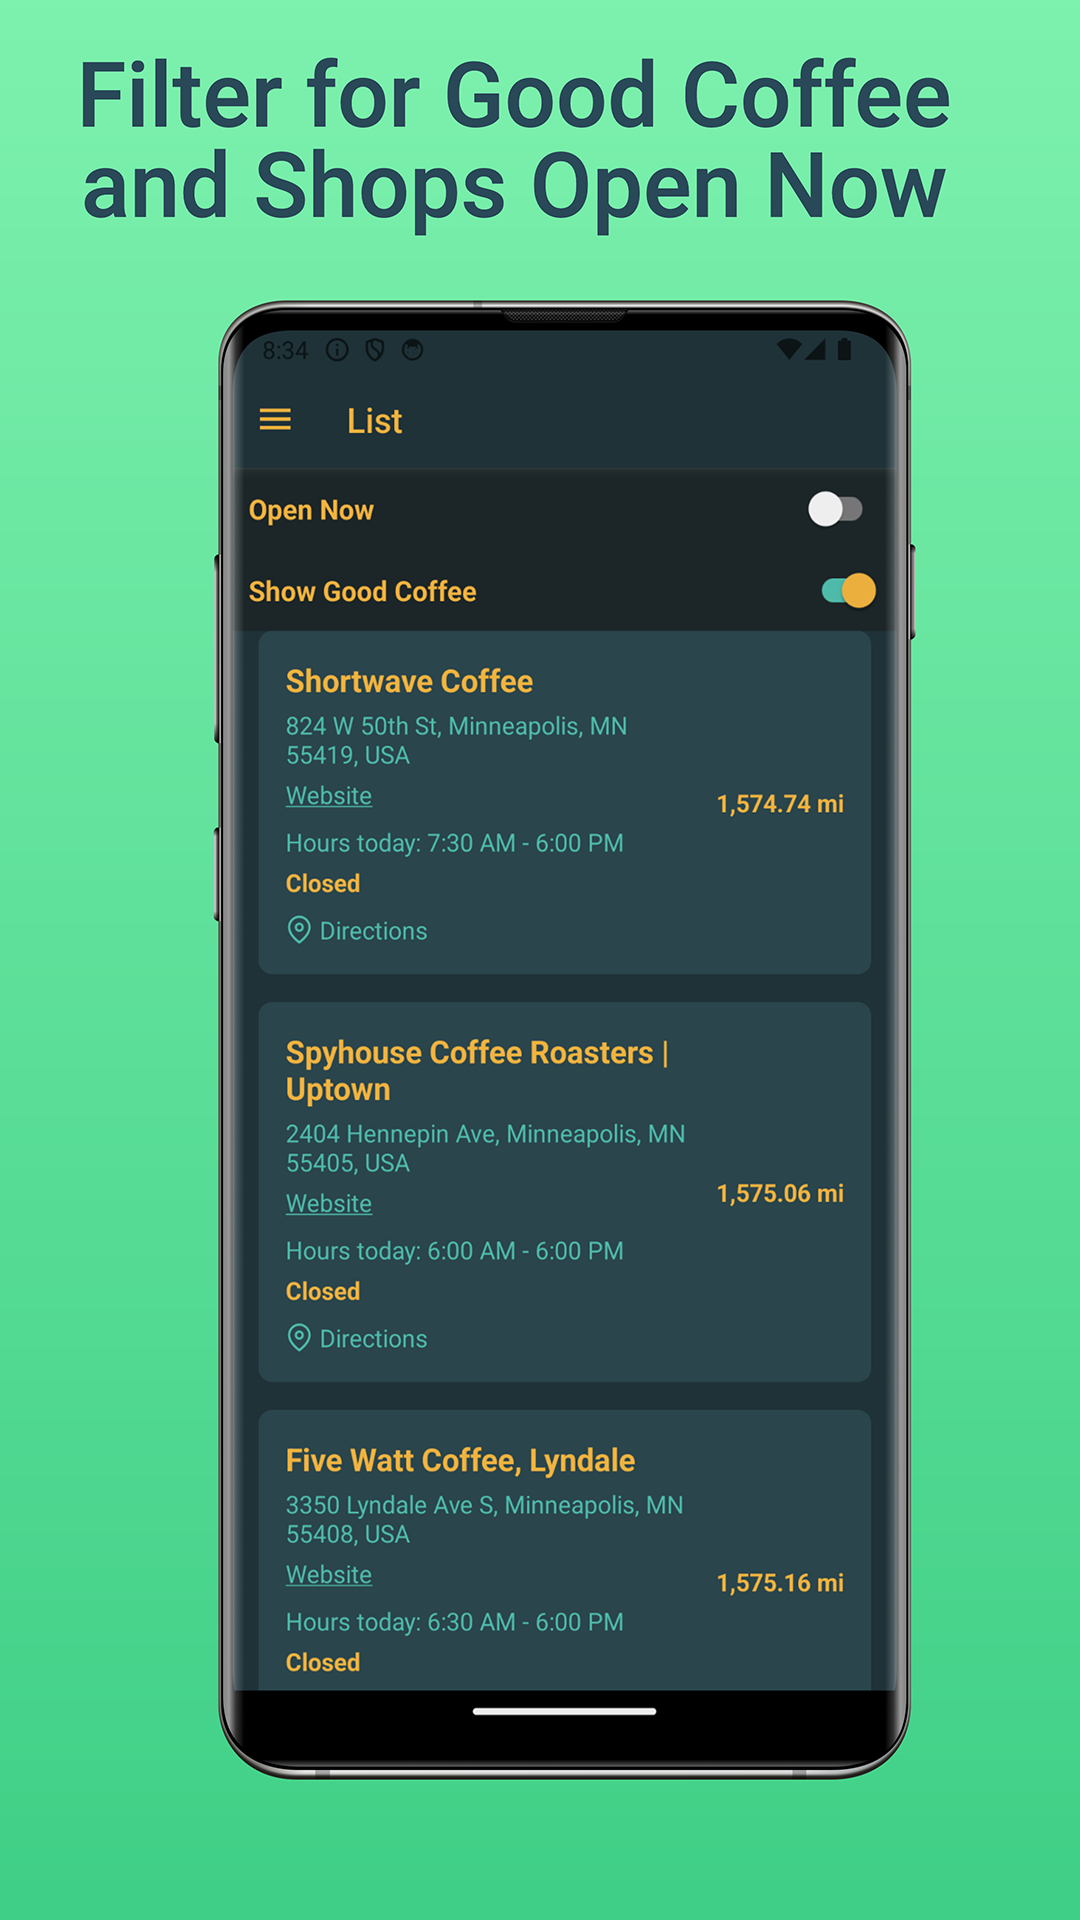 Filter for Good Coffee
and Shops Open Now
8:34
List
Open Now
Show Good Coffee
Shortwave Coffee
824 W 50th St, Minneapolis, MN
55419, USA
Website
1,574.74 mi
Hours today: 7:30 AM - 6:00 PM
Closed
Directions
Spyhouse Coffee Roasters |
Uptown
2404 Hennepin Ave, Minneapolis, MN
55405, USA
Website
1,575.06 mi
Hours today: 6:00 AM - 6:00 PM
Closed
Directions
Five Watt Coffee, Lyndale
3350 Lyndale Ave S, Minneapolis, MN
55408, USA
Website
1,575.16 mi
Hours today: 6:30 AM - 6:00 PM
Closed